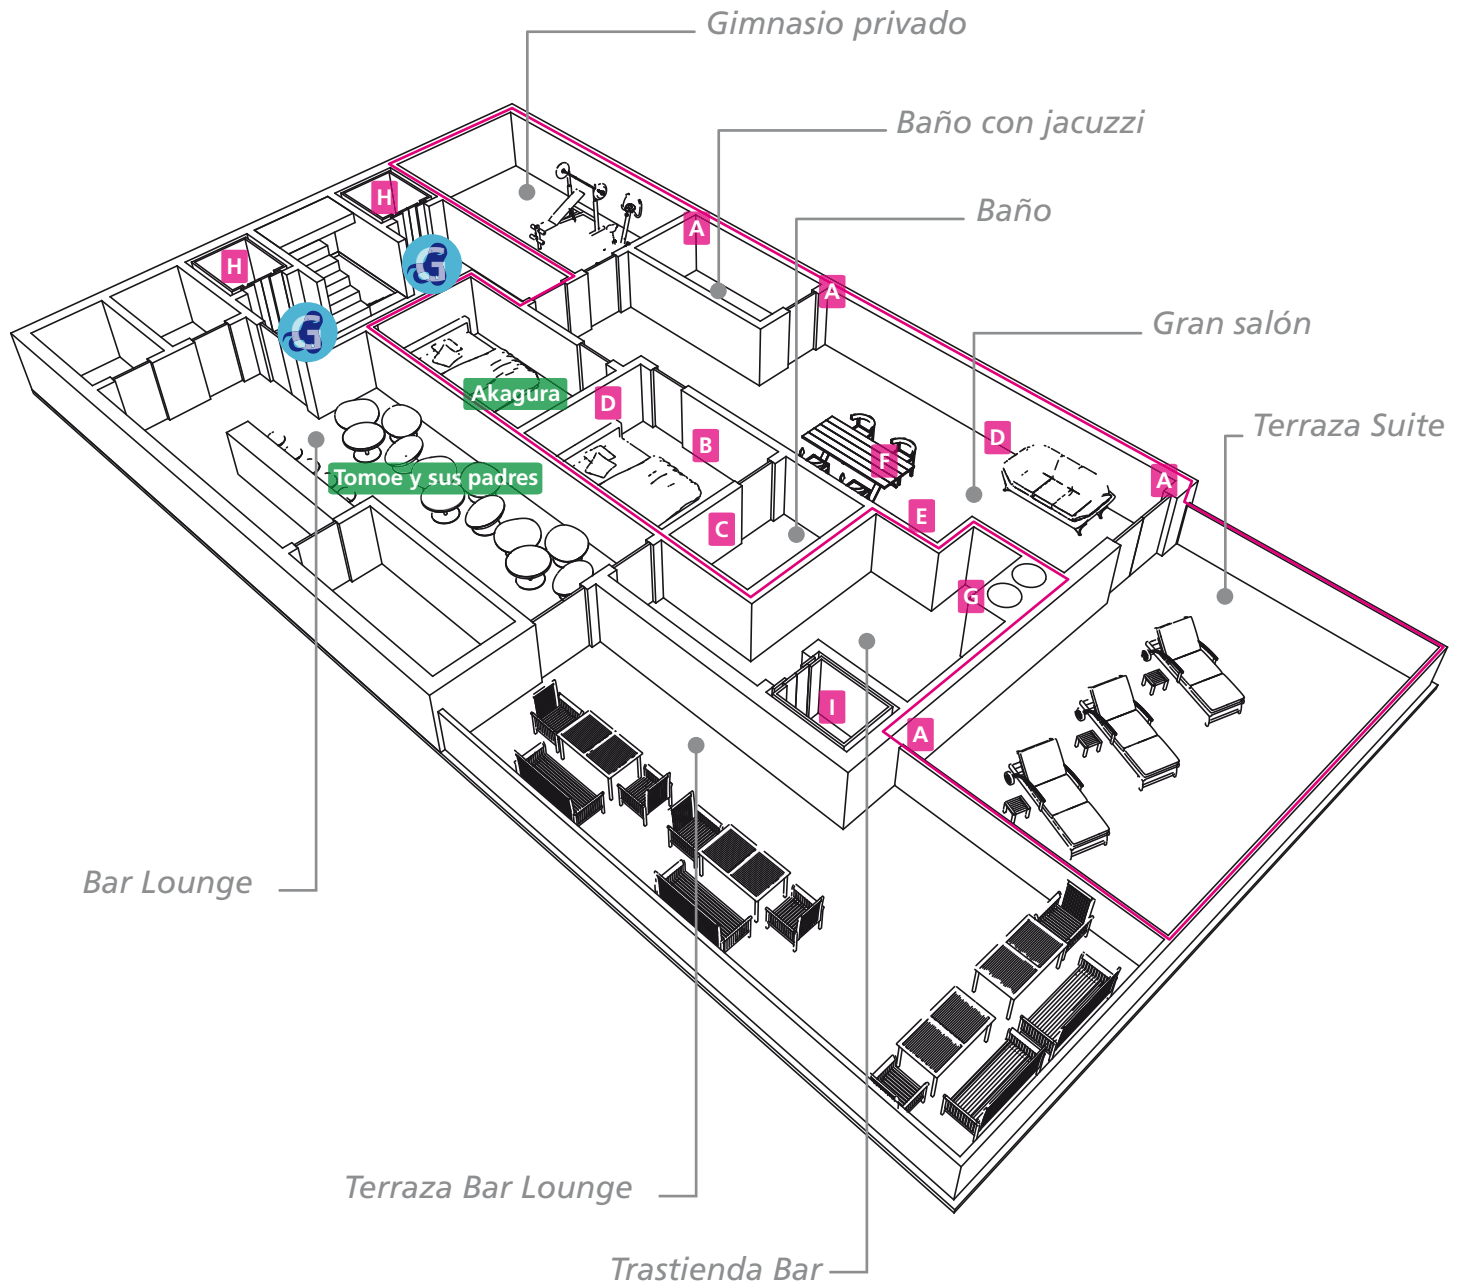 Gimnasio privado
Baño con jacuzzi
H
Baño
A
G
H
A
Gran salón
G
Akagura
D
Terraza Suite
D
B
F
Tomoe y sus padres
A
E
C
G
I
A
Bar Lounge
Terraza Bar Lounge
Trastienda Bar